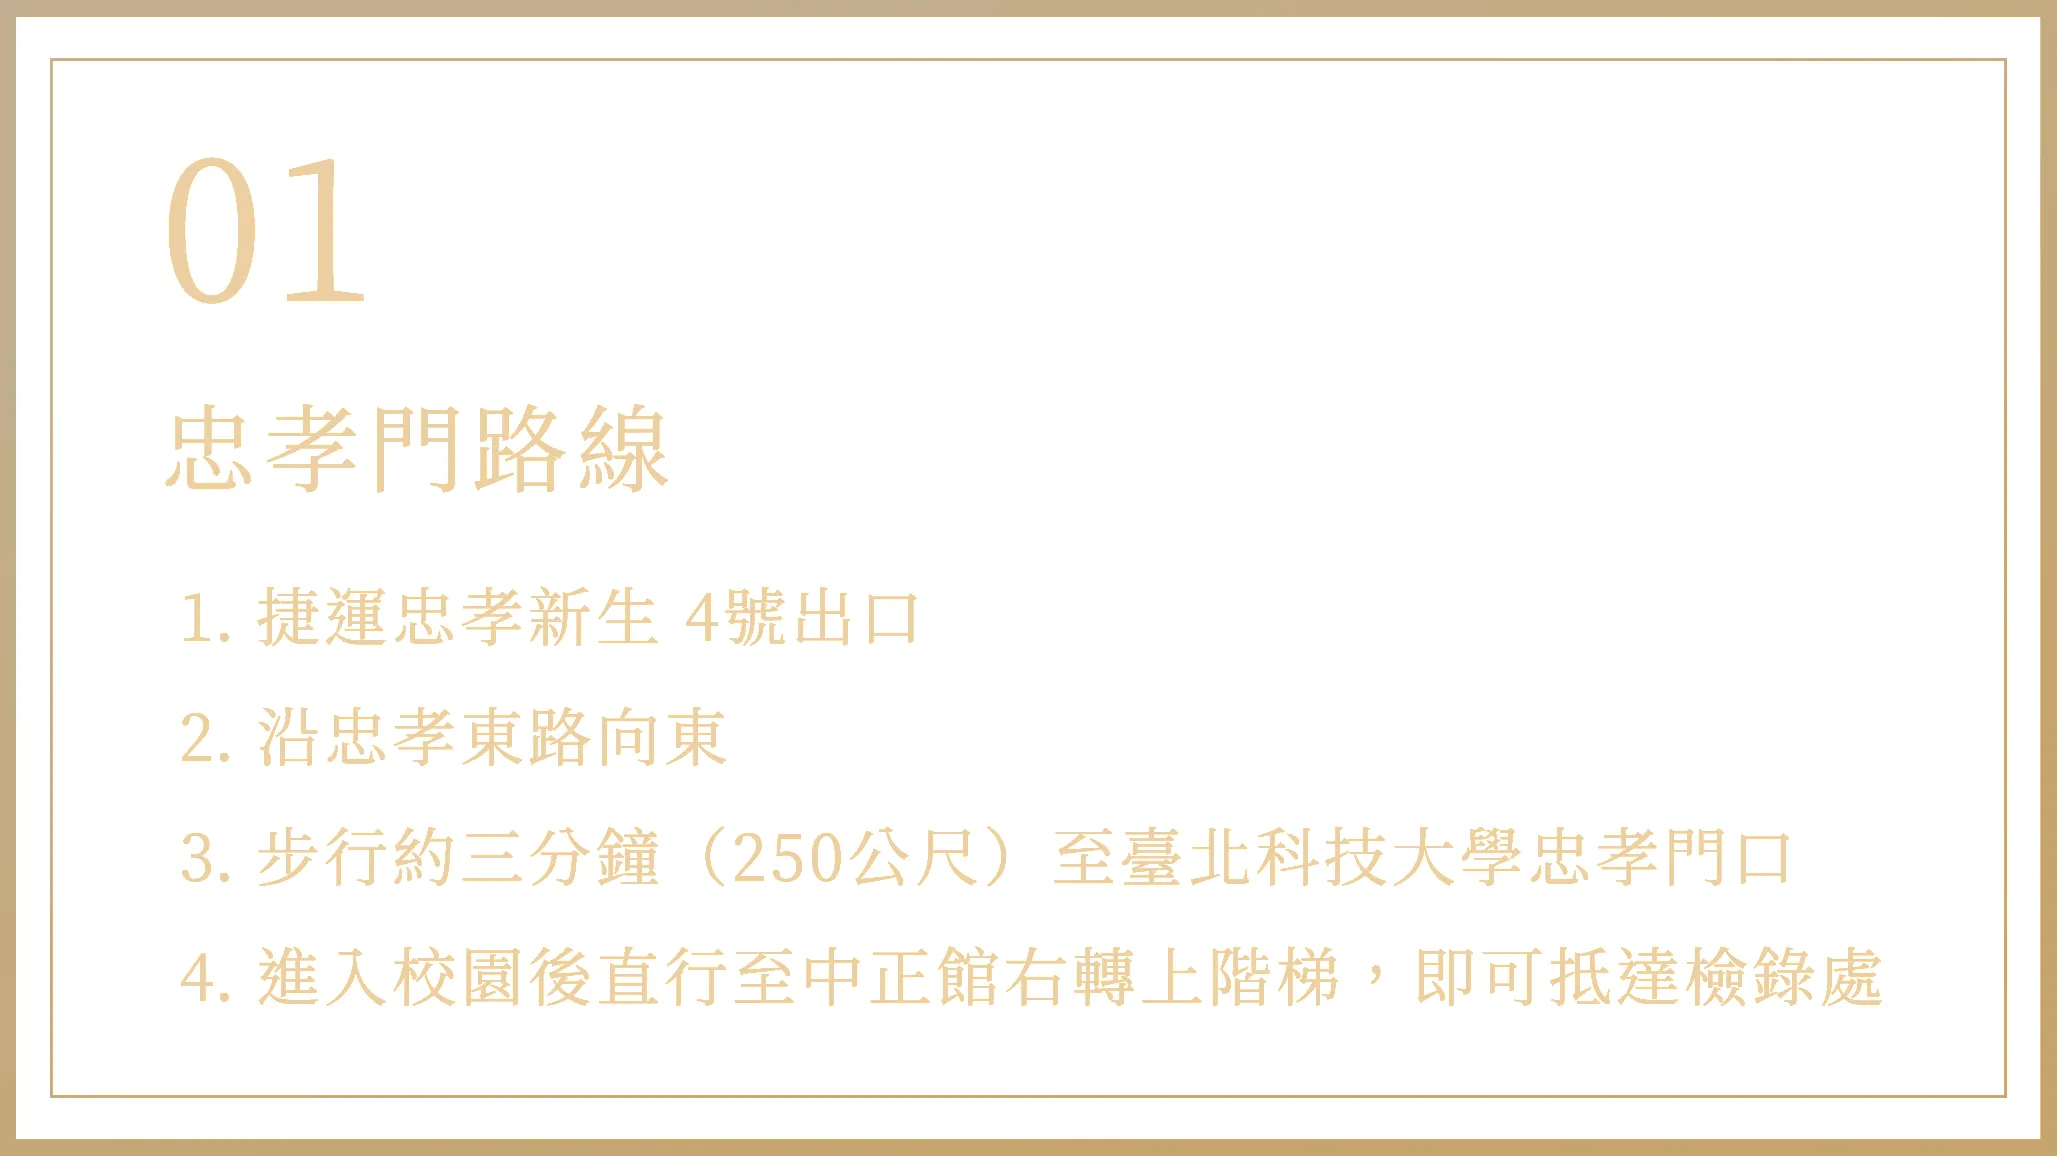 01
忠孝門路線
1. 捷運忠孝新生 4號出口
2. 沿忠孝東路向東
3. 步行約三分鐘（250公尺）至臺北科技大學忠孝門口
4. 進入校園後直行至中正館右轉上階梯，即可抵達檢錄處